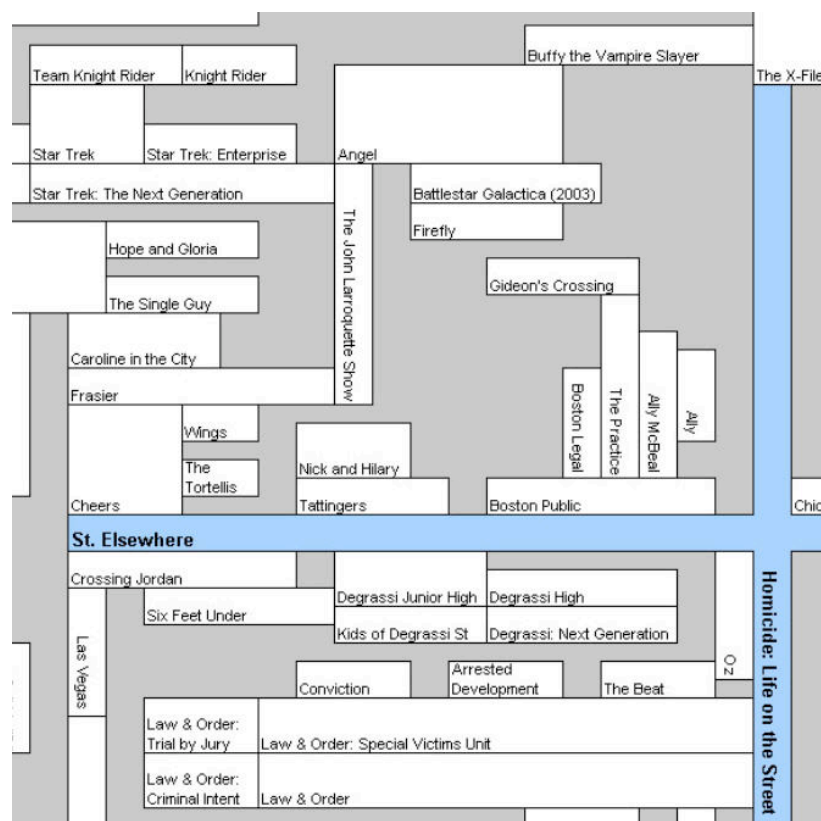 Buffy the Vampire Slayer
Team Knight Rider
Knight Rider
The X-File
Star Trek
Star Trek: Enterprise
Angel
Star Trek: The Next Generation
Battlestar Galactica (2003)
Firefly
The John Larroquette Show
Hope and Gloria
Gideon's Crossing
The Single Guy
Caroline in the City
Frasier
Boston Legal
The Practice
Ally McBeal
Ally
Wings
The
Tortellis
Nick and Hilary
Cheers
Tattingers
Boston Public
Chic
St. Elsewhere
Crossing Jordan
Degrassi Junior High
Degrassi High
Homicide: Life on the Street
Six Feet Under
Kids of Degrassi St
Degrassi: Next Generation
Las Vegas
Oz
Conviction
Arrested
Development
The Beat
Law & Order:
Trial by Jury
Law & Order: Special Victims Unit
Law & Order:
Criminal Intent
Law & Order